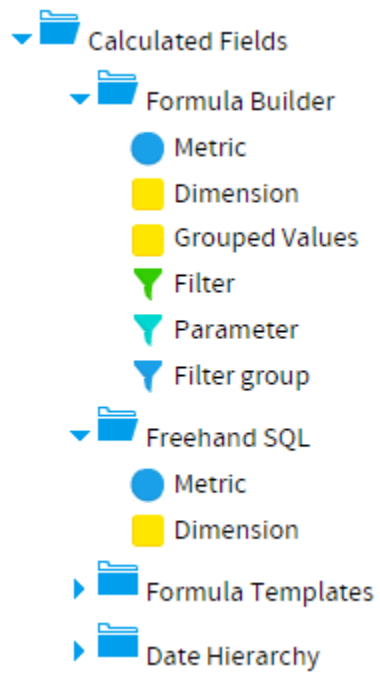 Calculated Fields
Formula Builder
Metric
Dimension
Grouped Values
Filter
Parameter
Filter group
Freehand SQL
Metric
Dimension
Formula Templates
Date Hierarchy